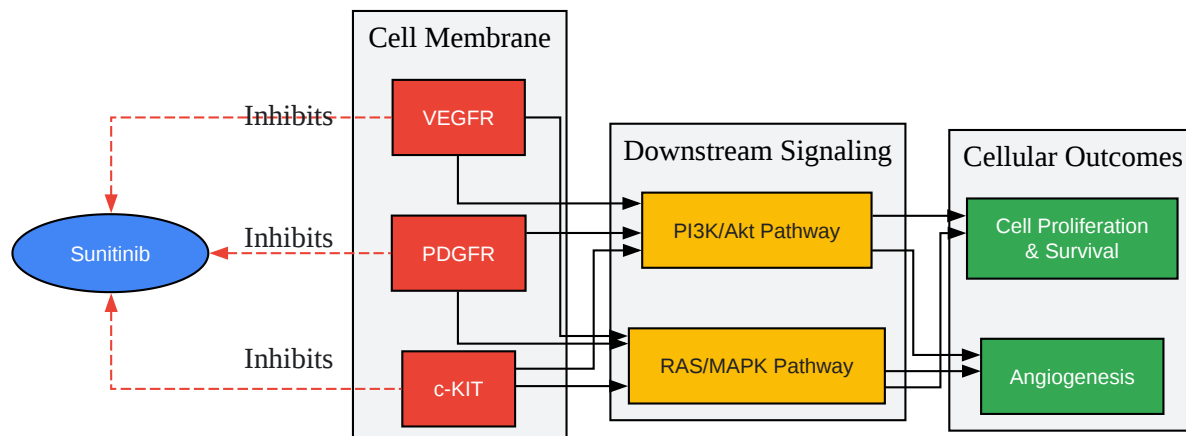 Cell Membrane
Inhibits
VEGFR
Downstream Signaling
Cellular Outcomes
Inhibits
Sunitinib
PDGFR
PI3K/Akt Pathway
Cell Proliferation
& Survival
Inhibits
c-KIT
RAS/MAPK Pathway
Angiogenesis